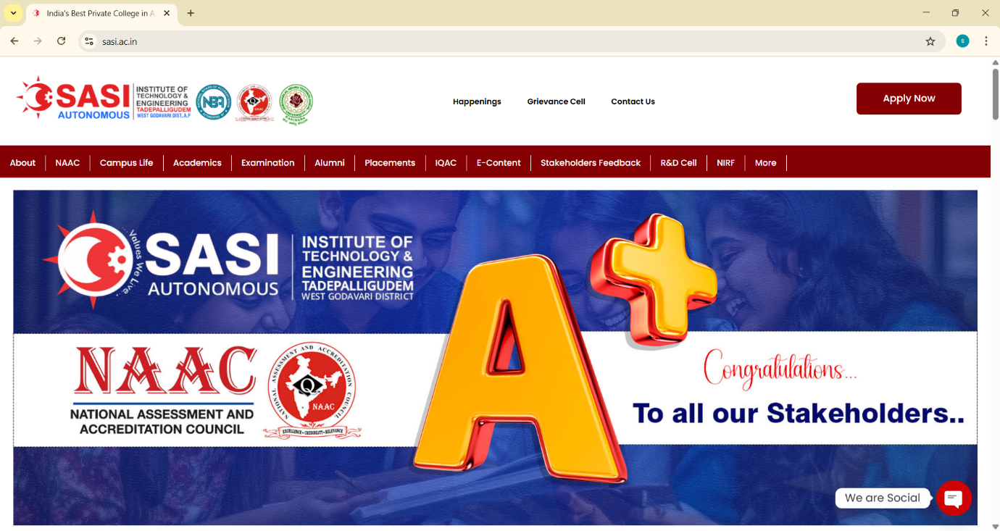 India's Best Private College in A
sasi.ac.in
S
SASI
AUTONOMOUS
INSTITUTE OF
TECHNOLOGY &
ENGINEERING
TADEPALLIGUDEM
WEST GODAVARI DIST.,A.P
NBA
NAAC
Happenings
Grievance Cell
Contact Us
Apply Now
About
NAAC
Campus Life
Academics
Examination
Alumni
Placements
IQAC
E-Content
Stakeholders Feedback
R&D Cell
NIRF
More
...Values We Live...
SASI
AUTONOMOUS
INSTITUTE OF
TECHNOLOGY &
ENGINEERING
TADEPALLIGUDEM
WEST GODAVARI DISTRICT
A+
NAAC
NATIONAL ASSESSMENT AND
ACCREDITATION COUNCIL
NATIONAL ASSESSMENT AND ACCREDITATION COUNCIL
Q
NAAC
EXCELLENCE • CREDIBILITY • RELEVANCE
Congratulations...
To all our Stakeholders..
We are Social